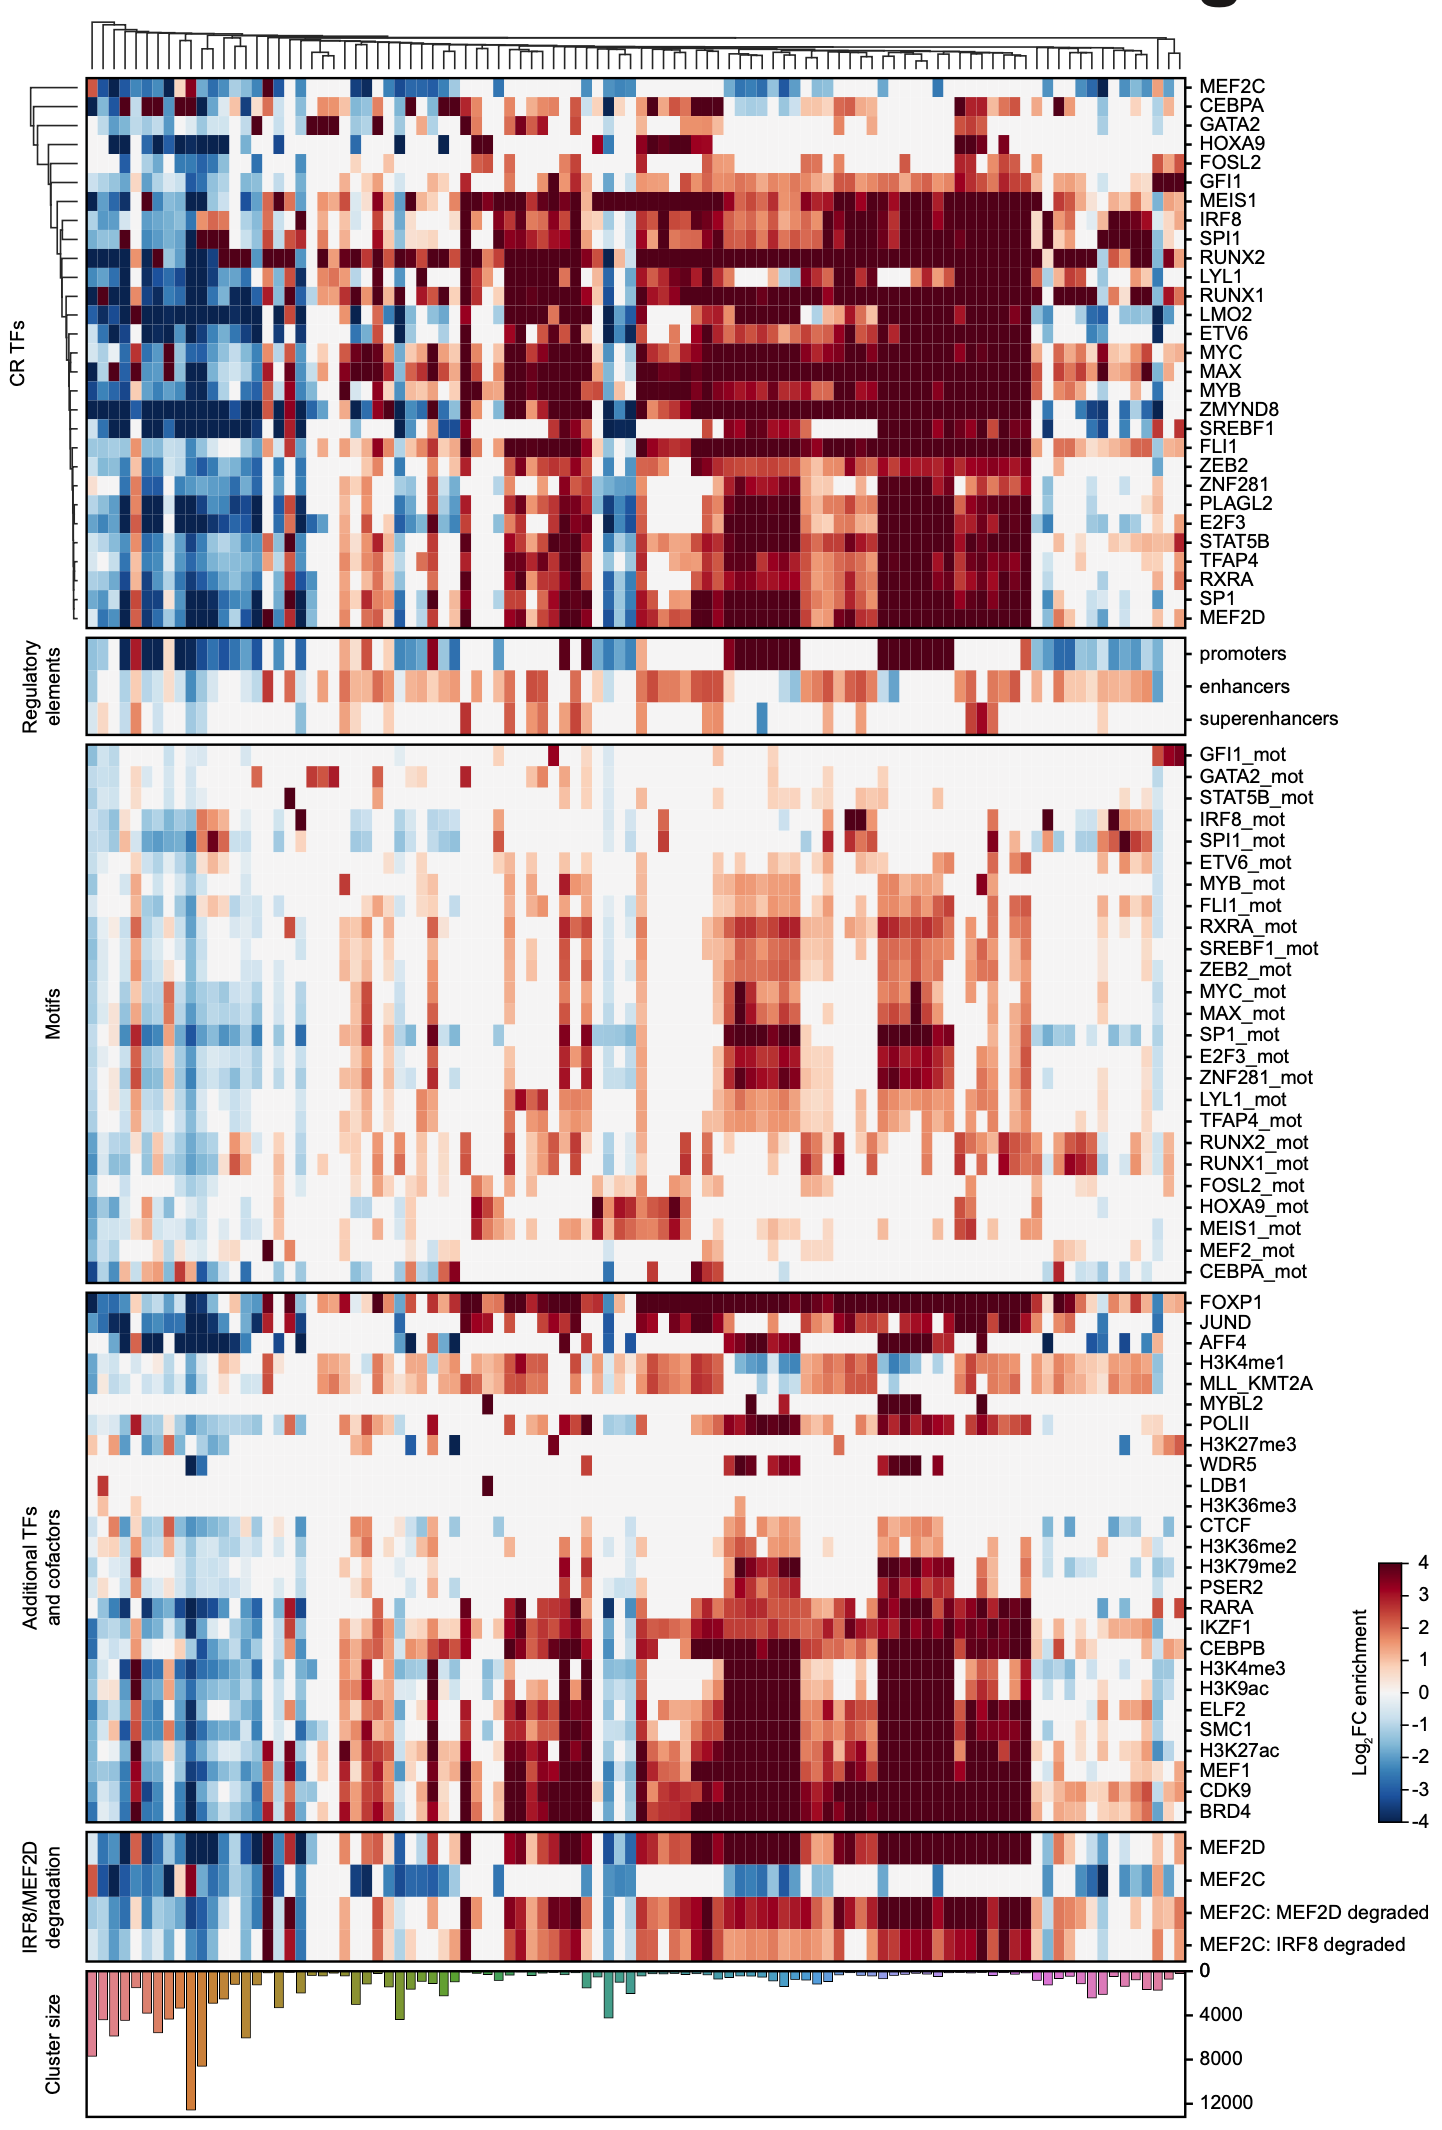 CR TFs
MEF2C
CEBPA
GATA2
HOXA9
FOSL2
GFI1
MEIS1
IRF8
SPI1
RUNX2
LYL1
RUNX1
LMO2
ETV6
MYC
MAX
MYB
ZMYND8
SREBF1
FLI1
ZEB2
ZNF281
PLAGL2
E2F3
STAT5B
TFAP4
RXRA
SP1
MEF2D
Regulatory
elements
promoters
enhancers
superenhancers
Motifs
GFI1_mot
GATA2_mot
STAT5B_mot
IRF8_mot
SPI1_mot
ETV6_mot
MYB_mot
FLI1_mot
RXRA_mot
SREBF1_mot
ZEB2_mot
MYC_mot
MAX_mot
SP1_mot
E2F3_mot
ZNF281_mot
LYL1_mot
TFAP4_mot
RUNX2_mot
RUNX1_mot
FOSL2_mot
HOXA9_mot
MEIS1_mot
MEF2_mot
CEBPA_mot
Additional TFs
and cofactors
FOXP1
JUND
AFF4
H3K4me1
MLL_KMT2A
MYBL2
POLII
H3K27me3
WDR5
LDB1
H3K36me3
CTCF
H3K36me2
H3K79me2
PSER2
RARA
IKZF1
CEBPB
H3K4me3
H3K9ac
ELF2
SMC1
H3K27ac
MEF1
CDK9
BRD4
Log2FC enrichment
4
3
2
1
0
-1
-2
-3
-4
IRF8/MEF2D
degradation
MEF2D
MEF2C
MEF2C: MEF2D degraded
MEF2C: IRF8 degraded
Cluster size
0
4000
8000
12000